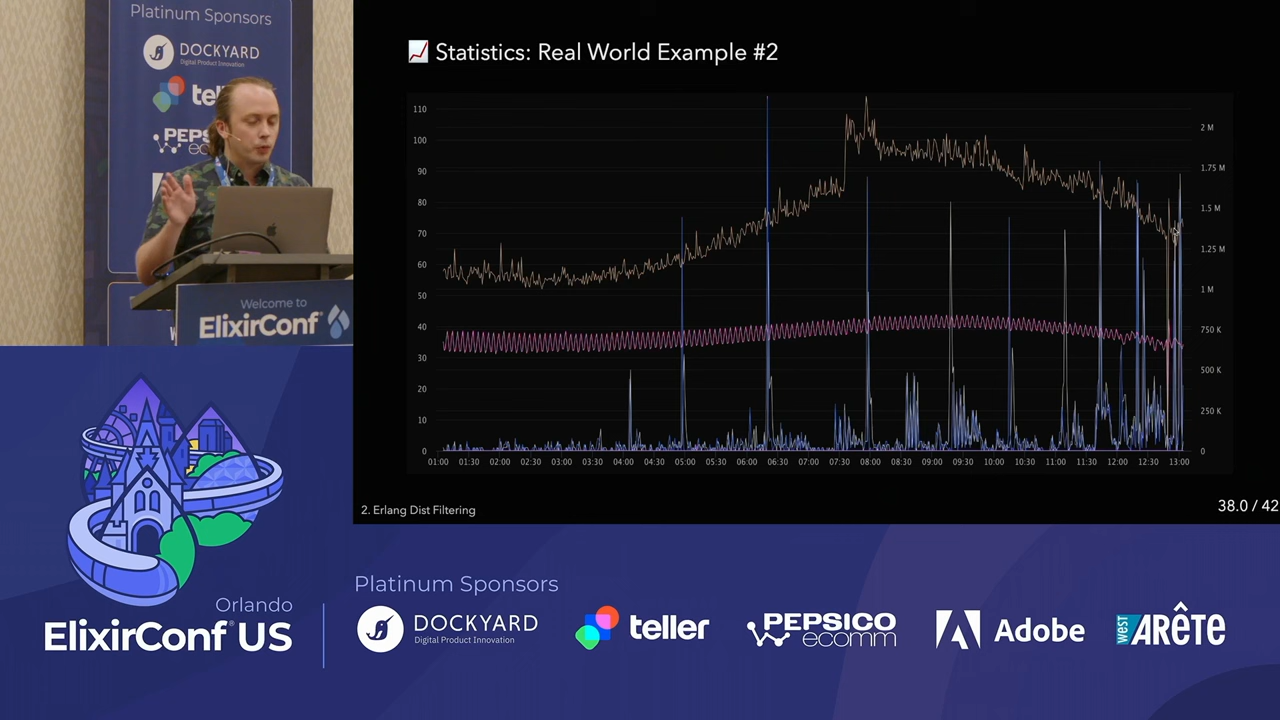 Platinum Sponsors
DOCKYARD
Digital Product Innovation
tel
PEPS
ec
Welcome to
ElixirConf®
📈 Statistics: Real World Example #2
110
100
90
80
70
60
50
40
30
20
10
0
2 M
1.75 M
1.5 M
1.25 M
1 M
750 K
500 K
250 K
0
01:00 01:30 02:00 02:30 03:00 03:30 04:00 04:30 05:00 05:30 06:00 06:30 07:00 07:30 08:00 08:30 09:00 09:30 10:00 10:30 11:00 11:30 12:00 12:30 13:00
2. Erlang Dist Filtering
38.0 / 42
Orlando
ElixirConf® US
Platinum Sponsors
DOCKYARD
Digital Product Innovation
teller
PEPSICO
ecomm
Adobe
west ARÊTE